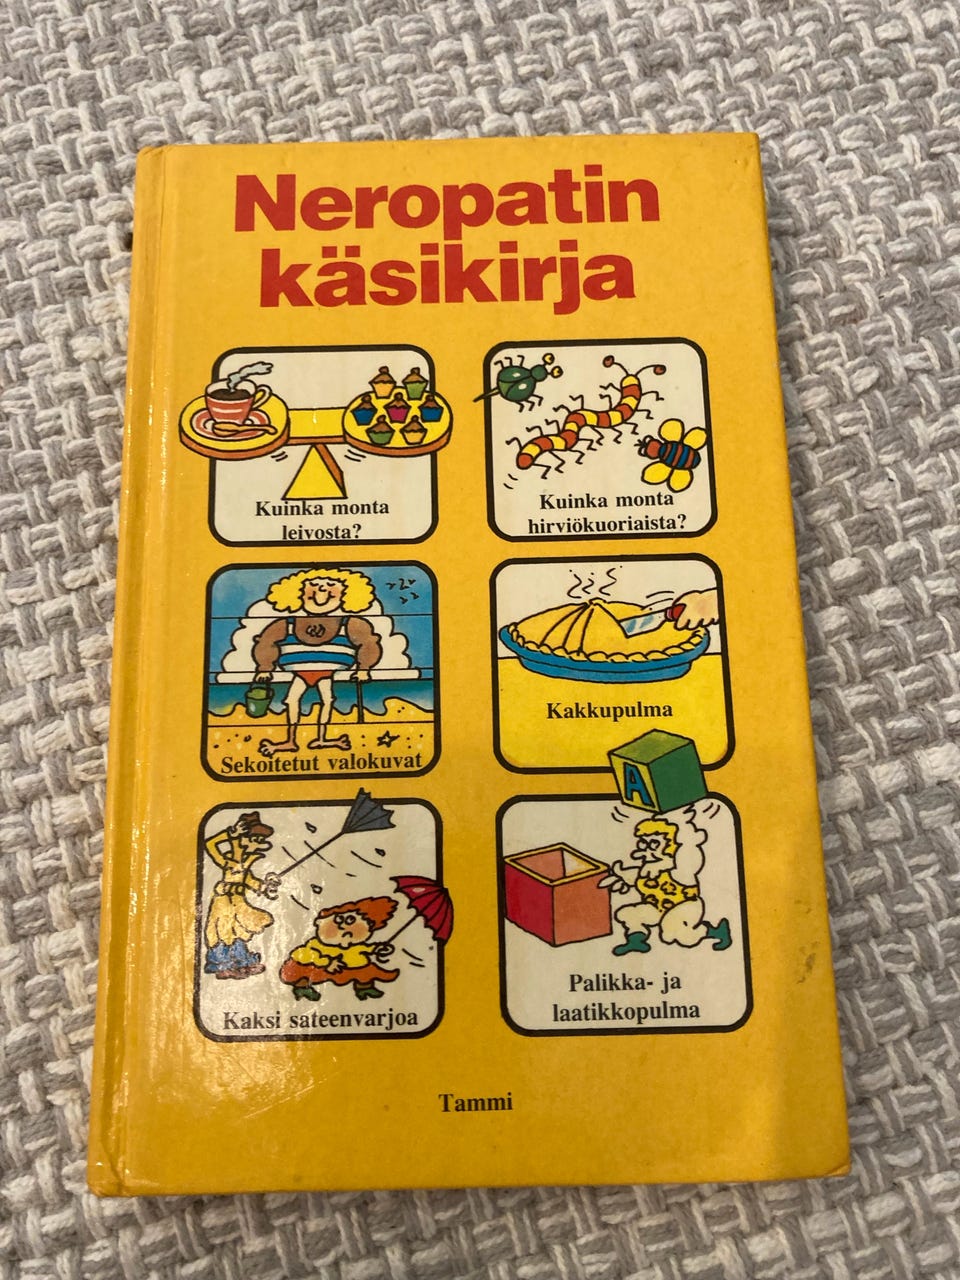 Neropatin
käsikirja
Kuinka monta
leivosta?
Kuinka monta
hirviökuoriaista?
Sekoitetut valokuvat
Kakkupulma
A
Kaksi sateenvarjoa
Palikka- ja
laatikkopulma
Tammi